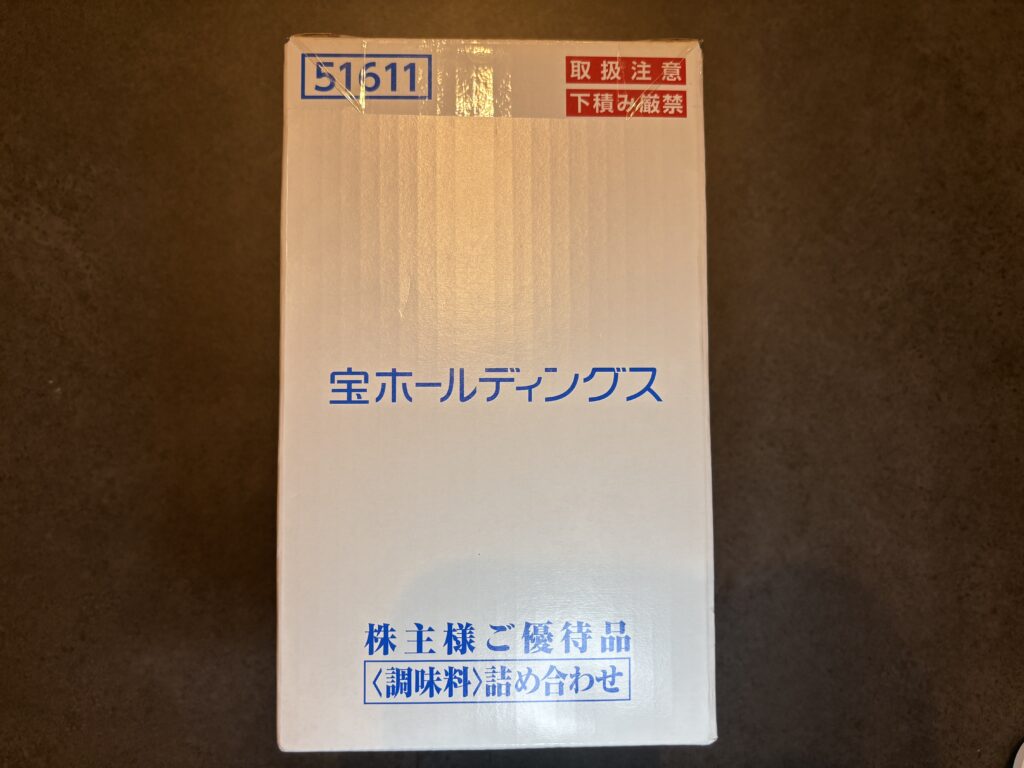 51611
取扱注意
下積み厳禁
宝ホールディングス
株主様ご優待品
〈調味料〉詰め合わせ